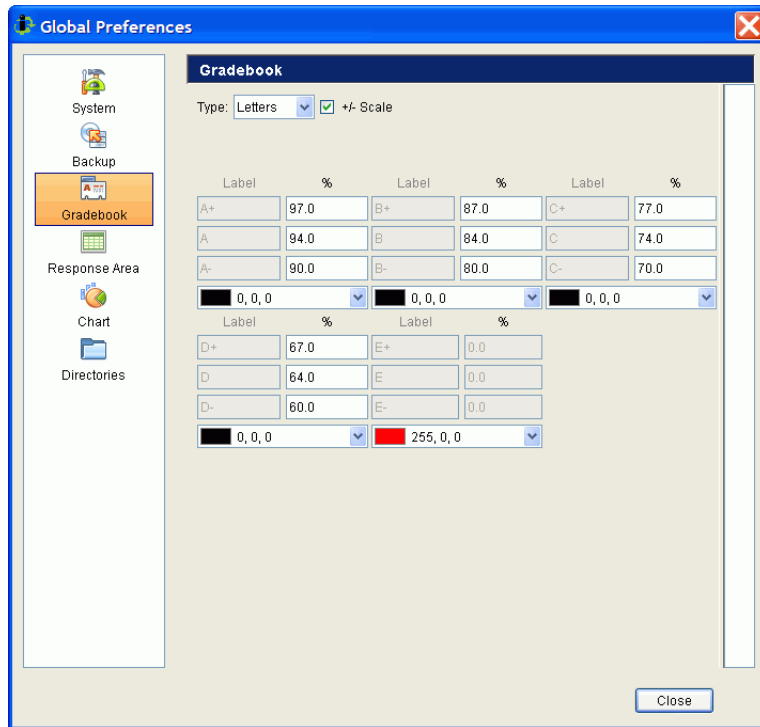 Global Preferences
System
Backup
Gradebook
Response Area
Chart
Directories
Gradebook
Type: Letters +/- Scale
Label % Label % Label %
A+ 97.0 B+ 87.0 C+ 77.0
A 94.0 B 84.0 C 74.0
A- 90.0 B- 80.0 C- 70.0
0, 0, 0 0, 0, 0 0, 0, 0
Label % Label %
D+ 67.0 E+ 0.0
D 64.0 E 0.0
D- 60.0 E- 0.0
0, 0, 0 255, 0, 0
Close